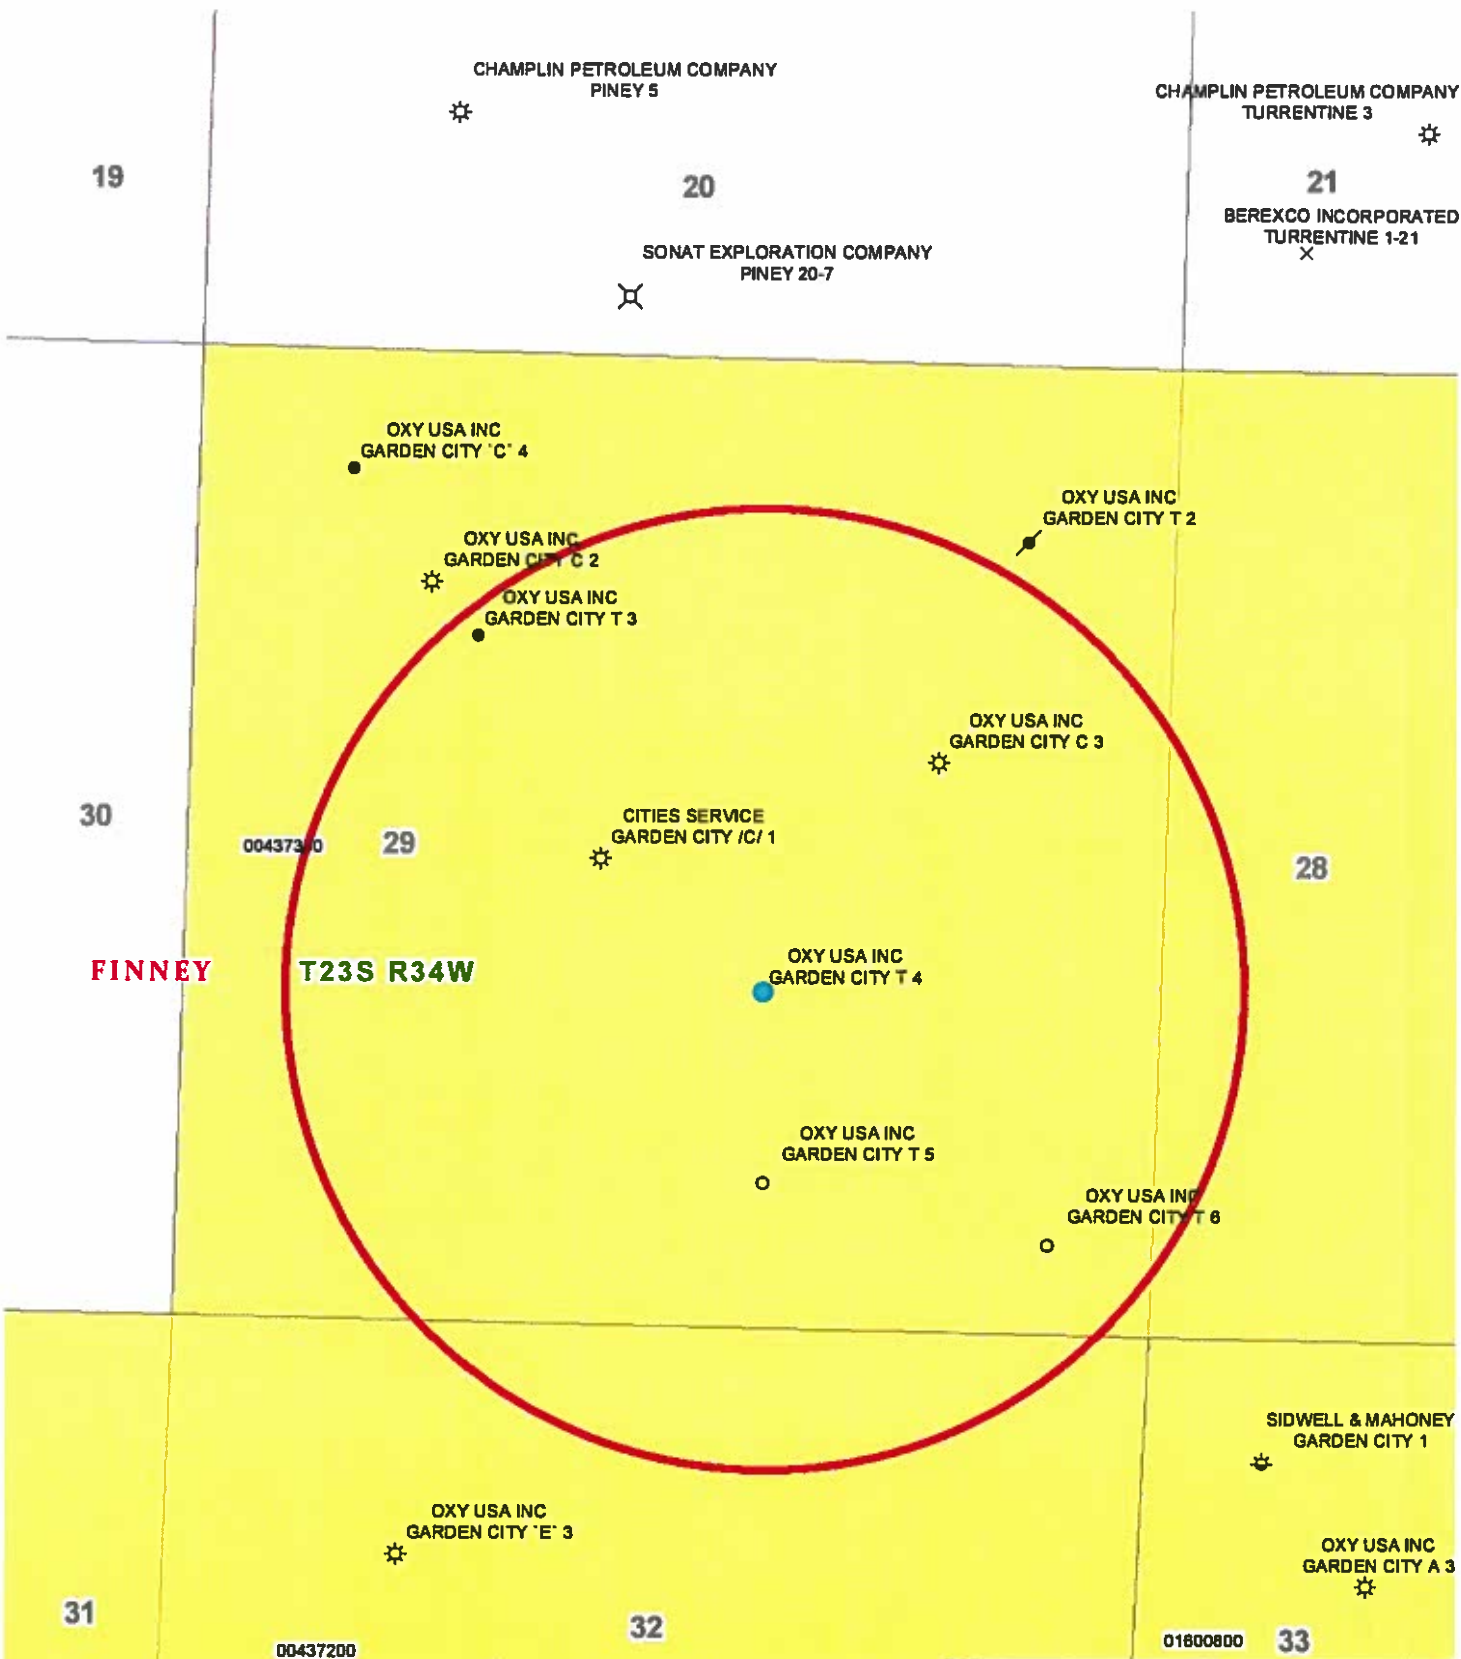 CHAMPLIN PETROLEUM COMPANY
PINEY 5
CHAMPLIN PETROLEUM COMPANY
TURRENTINE 3
19
20
21
BEREXCO INCORPORATED
TURRENTINE 1-21
SONAT EXPLORATION COMPANY
PINEY 20-7
OXY USA INC
GARDEN CITY "C" 4
OXY USA INC
GARDEN CITY T 2
OXY USA INC
GARDEN CITY C 2
OXY USA INC
GARDEN CITY T 3
OXY USA INC
GARDEN CITY C 3
30
CITIES SERVICE
GARDEN CITY /C/ 1
29
28
FINNEY
T23S R34W
OXY USA INC
GARDEN CITY T 4
OXY USA INC
GARDEN CITY T 5
OXY USA INC
GARDEN CITY T 6
SIDWELL & MAHONEY
GARDEN CITY 1
OXY USA INC
GARDEN CITY "E" 3
OXY USA INC
GARDEN CITY A 3
31
32
33
00437200
01600800